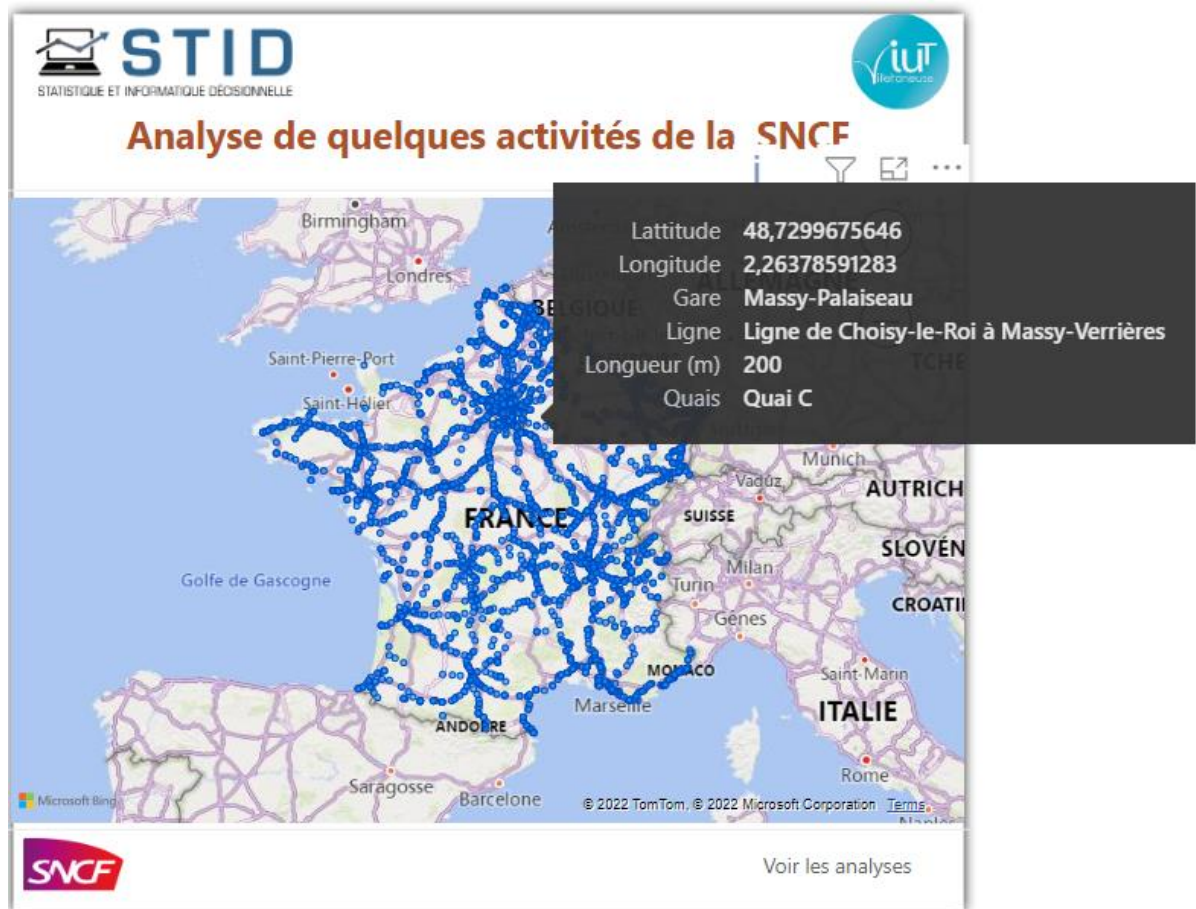 STID
STATISTIQUE ET INFORMATIQUE DÉCISIONNELLE
iUT
Villetaneuse
Analyse de quelques activités de la SNCF
Lattitude 48,7299675646
Longitude 2,26378591283
Gare Massy-Palaiseau
Ligne Ligne de Choisy-le-Roi à Massy-Verrières
Longueur (m) 200
Quais Quai C
Birmingham
Londres
ALLEMAGNE
BELGIQUE
Saint-Pierre-Port
TCHÉ
Saint-Hélier
Munich
Vaduz
AUTRICH
FRANCE
SUISSE
SLOVÉN
Milan
Golfe de Gascogne
Turin
CROATI
Gênes
MONACO
Saint-Marin
Marseille
ITALIE
ANDORRE
Rome
Saragosse
Barcelone
Microsoft Bing
© 2022 TomTom, © 2022 Microsoft Corporation Terms
Naples
SNCF
Voir les analyses